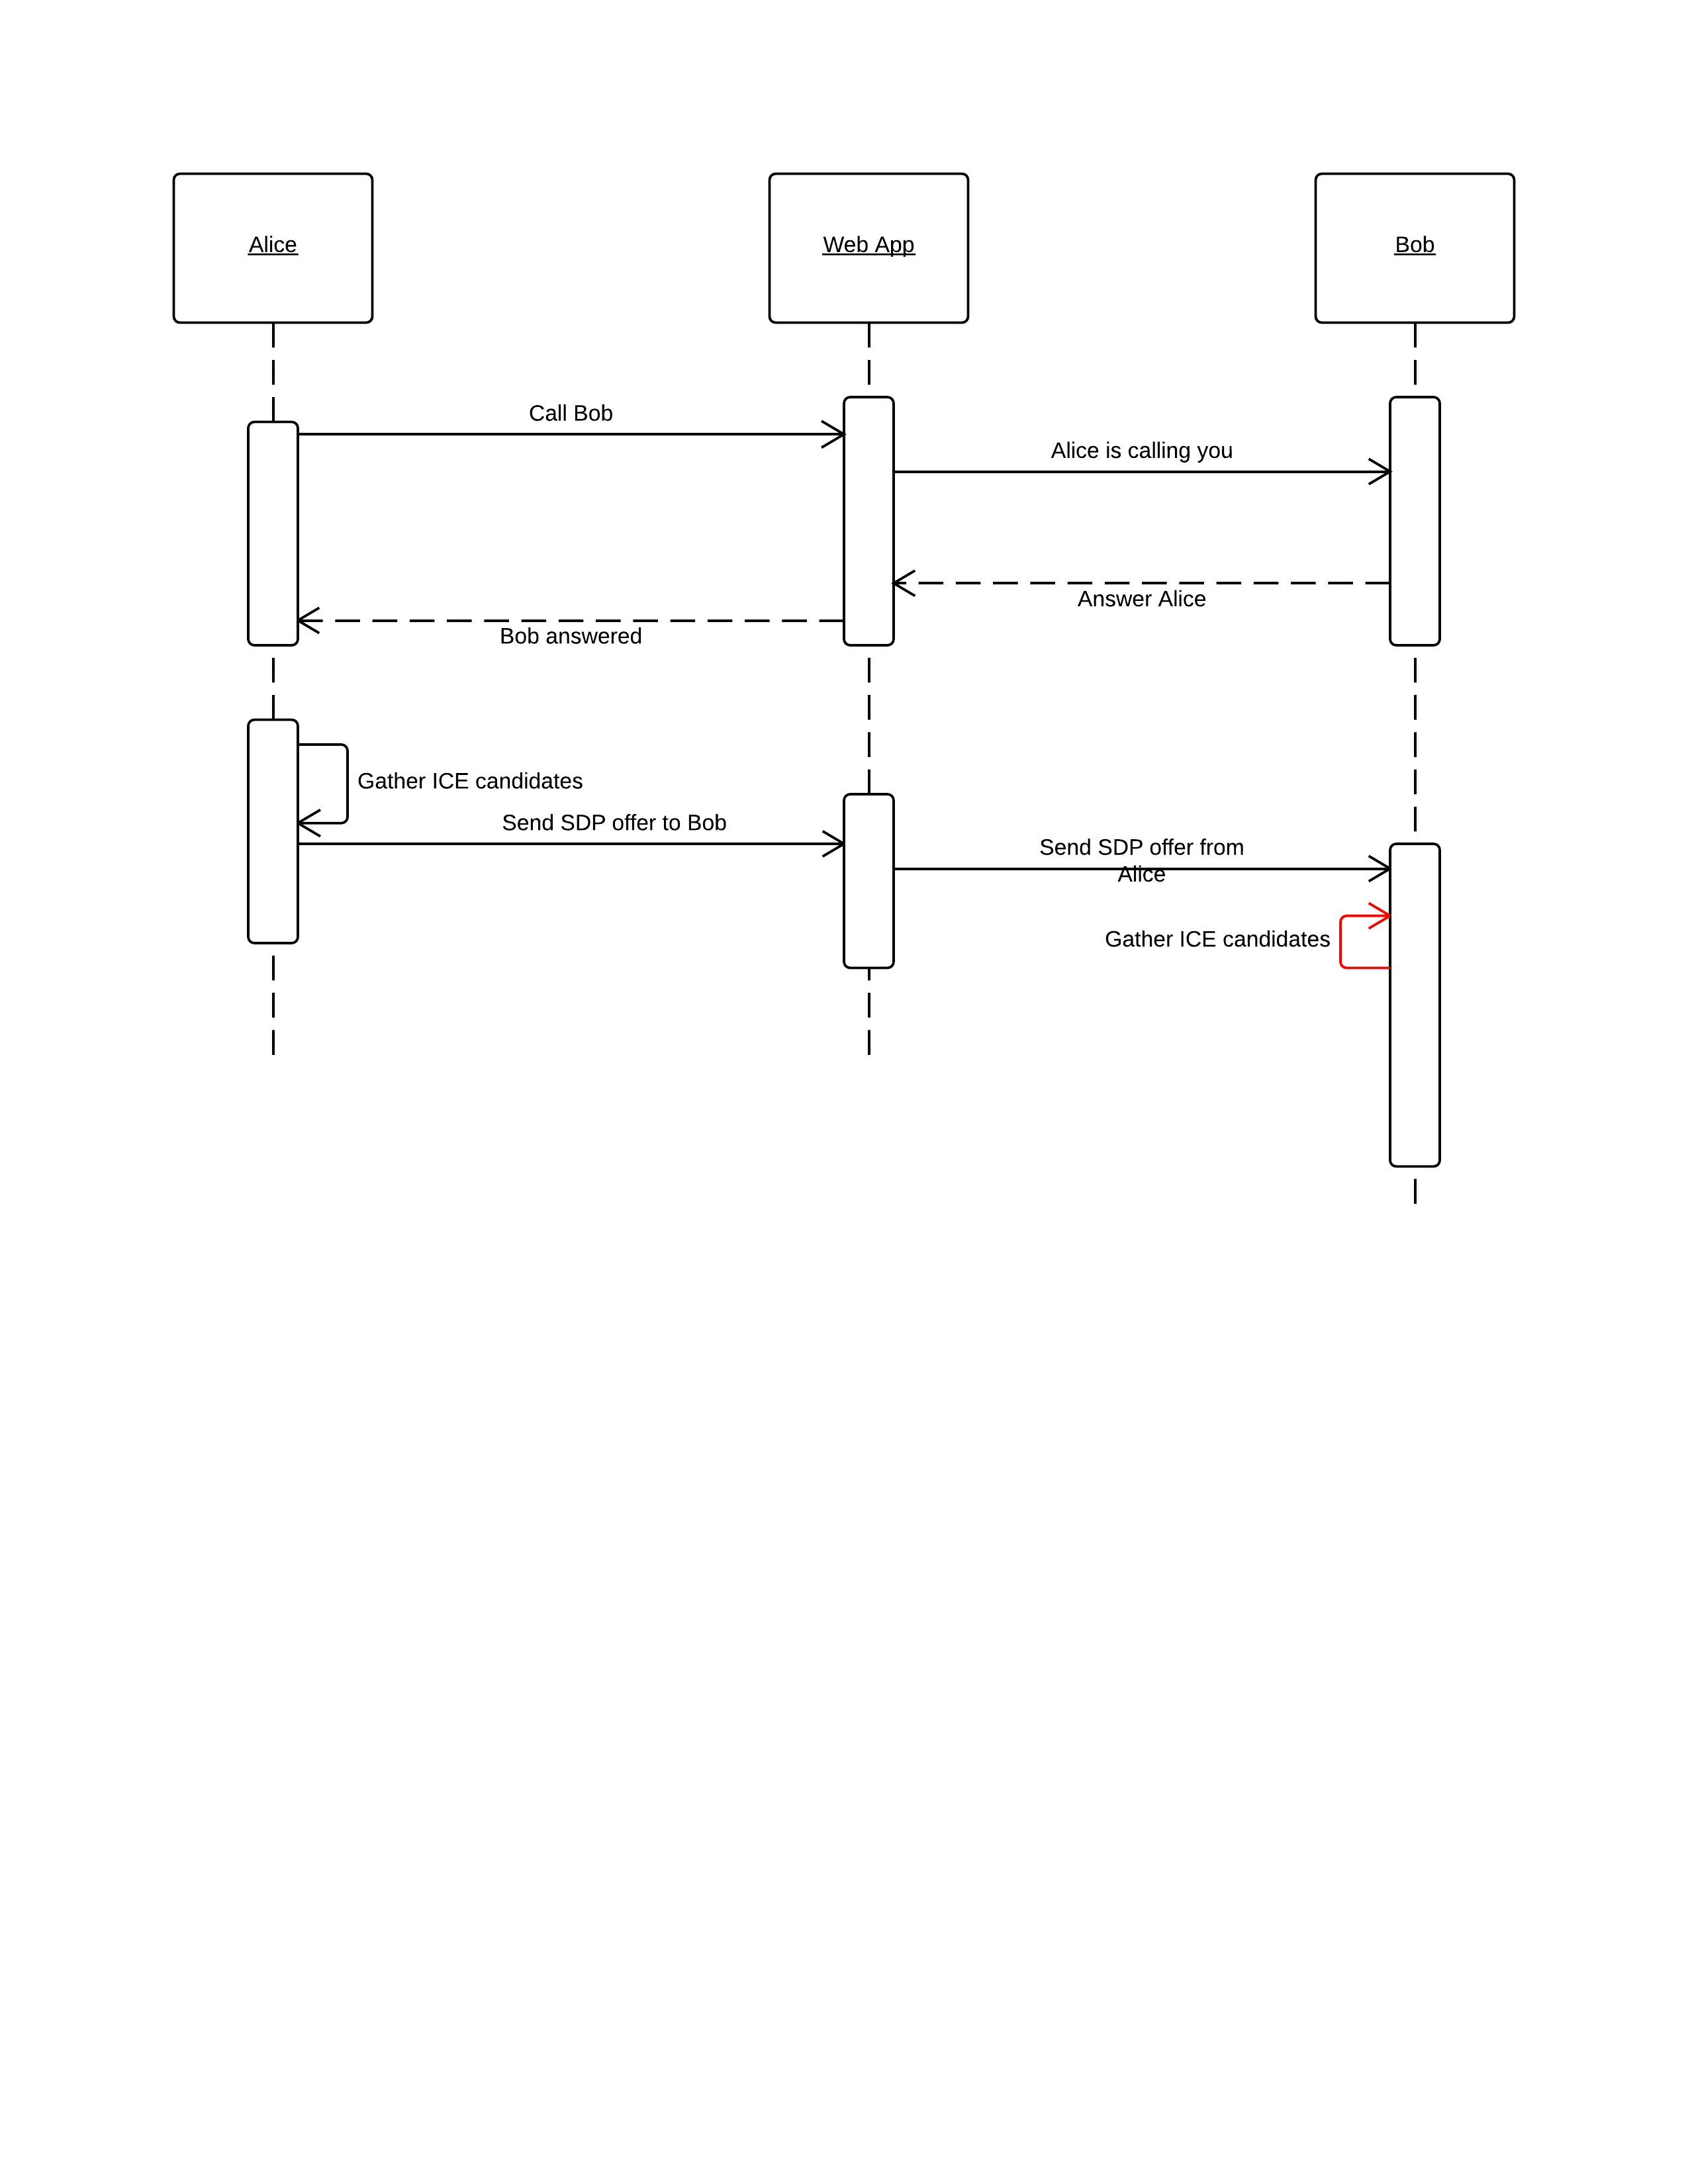 Alice
Web App
Bob
Call Bob
Alice is calling you
Answer Alice
Bob answered
Gather ICE candidates
Send SDP offer to Bob
Send SDP offer from
Alice
Gather ICE candidates